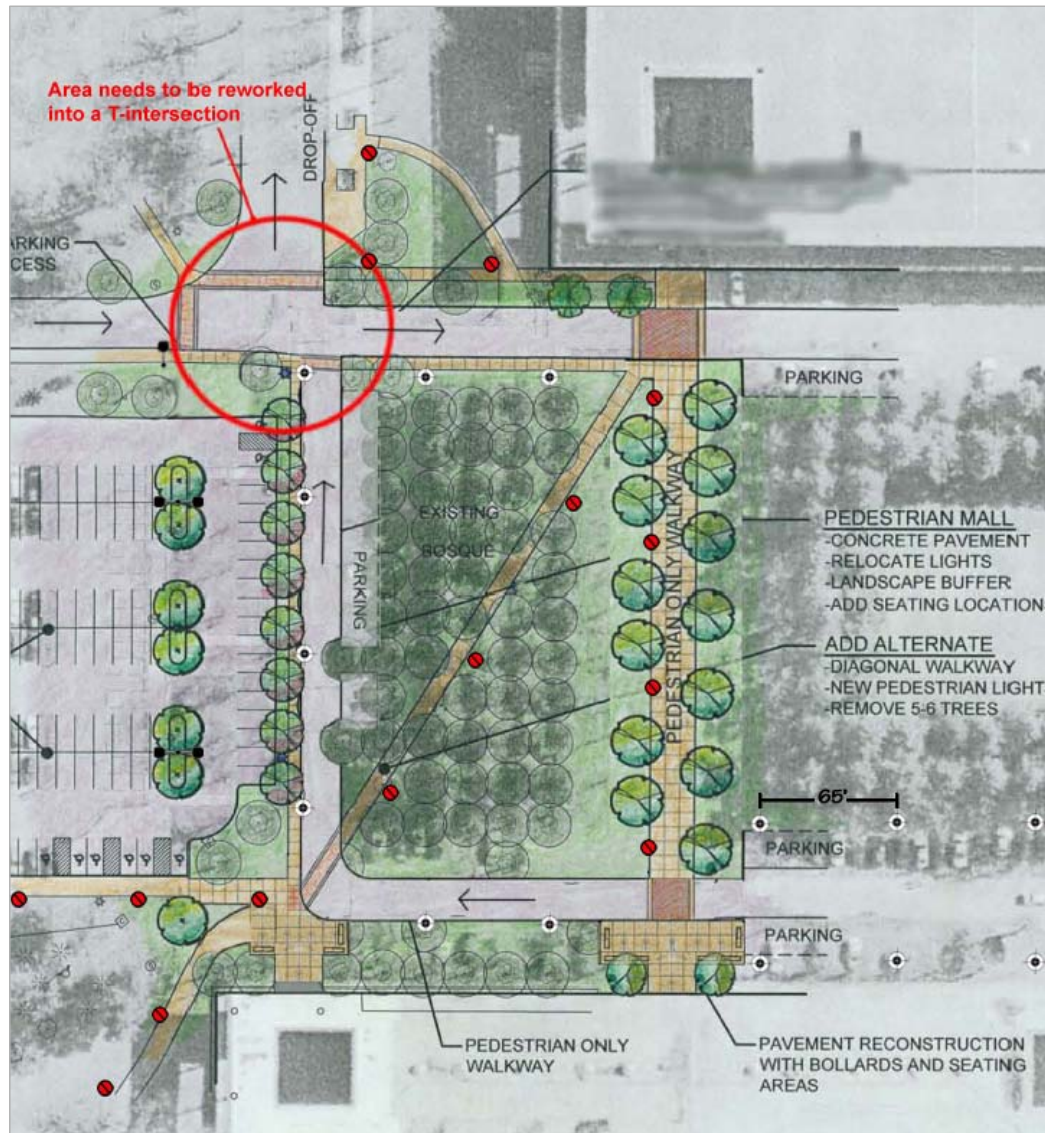 Area needs to be reworked
into a T-intersection
DROP-OFF
ARKING
CESS
PARKING
EXISTING
BOSQUE
PARKING
PEDESTRIAN ONLY WALKWAY
PEDESTRIAN MALL
-CONCRETE PAVEMENT
-RELOCATE LIGHTS
-LANDSCAPE BUFFER
-ADD SEATING LOCATION
ADD ALTERNATE
-DIAGONAL WALKWAY
-NEW PEDESTRIAN LIGHT
-REMOVE 5-6 TREES
65'
PARKING
PARKING
PEDESTRIAN ONLY
WALKWAY
PAVEMENT RECONSTRUCTION
WITH BOLLARDS AND SEATING
AREAS